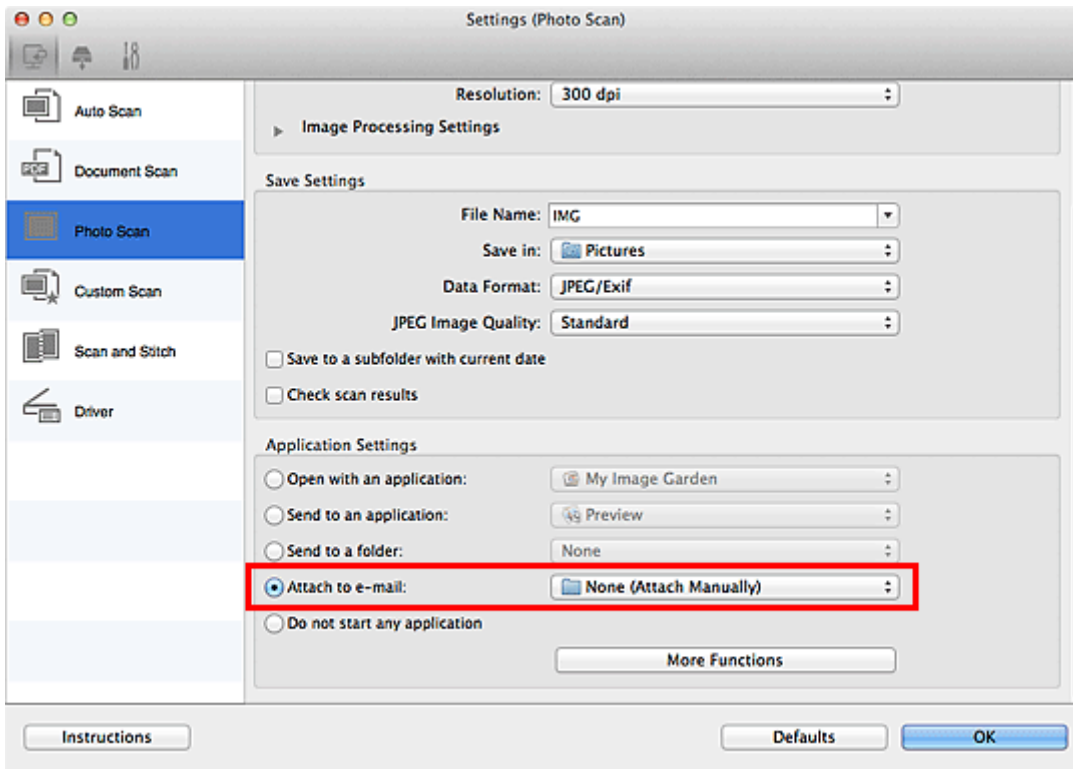 Settings (Photo Scan)
Auto Scan
PDF
Document Scan
Photo Scan
Custom Scan
Scan and Stitch
Driver
Resolution: 300 dpi
Image Processing Settings
Save Settings
File Name: IMG
Save in: Pictures
Data Format: JPEG/Exif
JPEG Image Quality: Standard
Save to a subfolder with current date
Check scan results
Application Settings
Open with an application: My Image Garden
Send to an application: Preview
Send to a folder: None
Attach to e-mail: None (Attach Manually)
Do not start any application
More Functions
Instructions
Defaults
OK